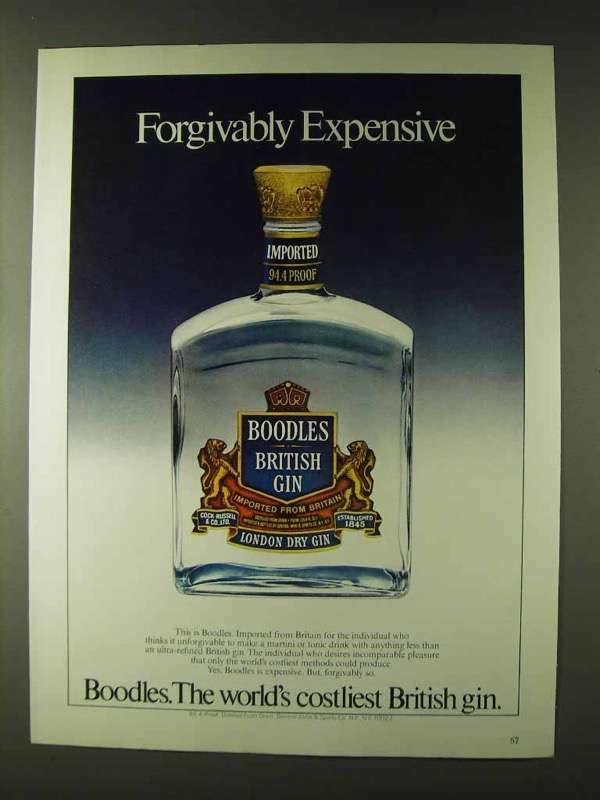 Forgivably Expensive
IMPORTED
94.4 PROOF
BOODLES
BRITISH
GIN
IMPORTED FROM BRITAIN
COCK RUSSELL
& CO. LTD.
ESTABLISHED
1845
LONDON DRY GIN
This is Boodles. Imported from Britain for the individual who
thinks it unforgivable to make a martini or tonic drink with anything less than
an ultra-refined British gin. The individual who desires incomparable pleasure
that only the world's costliest methods could produce.
Yes, Boodles is expensive. But, forgivably so.
Boodles. The world's costliest British gin.
57